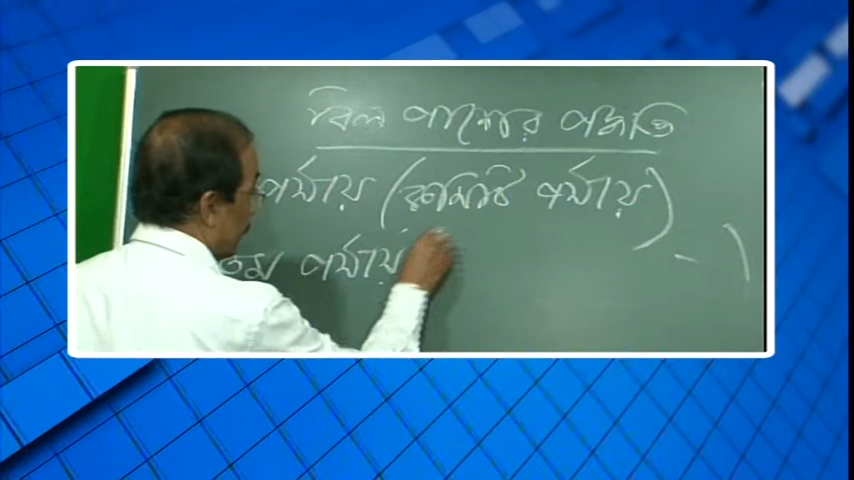 বিল পাশের পদ্ধতি
পর্যায় (কমিটি পর্যায়)
তম পর্যায়